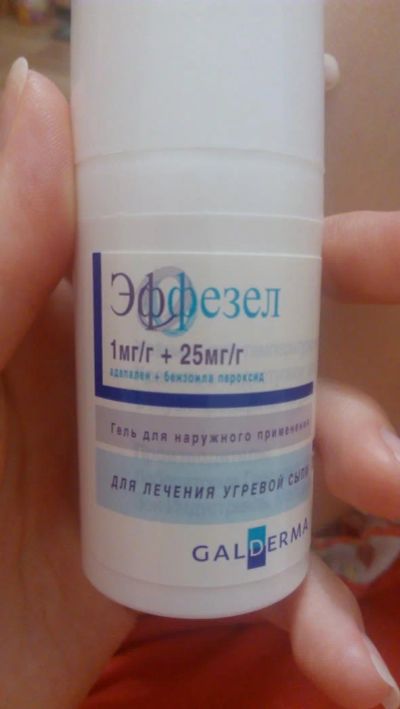 Эффезел
1мг/г + 25мг/г
адапален + бензоила пероксид
Гель для наружного применения
ДЛЯ ЛЕЧЕНИЯ УГРЕВОЙ СЫПИ
GALDERMA